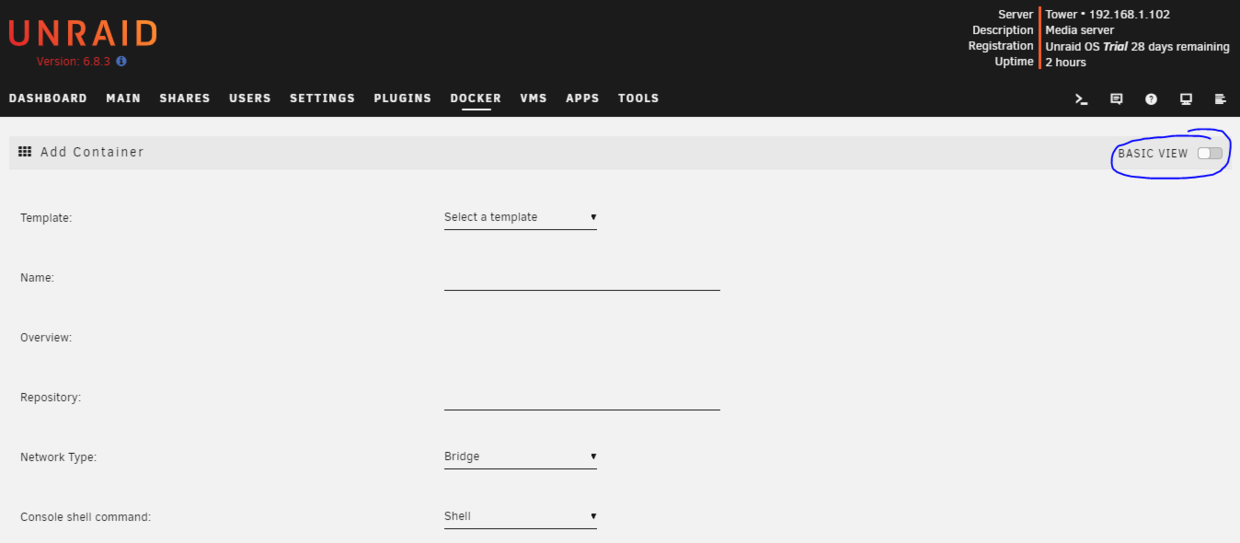 UNRAID
Version: 6.8.3
Server Tower • 192.168.1.102
Description Media server
Registration Unraid OS Trial 28 days remaining
Uptime 2 hours
DASHBOARD MAIN SHARES USERS SETTINGS PLUGINS DOCKER VMS APPS TOOLS
Add Container
BASIC VIEW
Template: Select a template
Name:
Overview:
Repository:
Network Type: Bridge
Console shell command: Shell